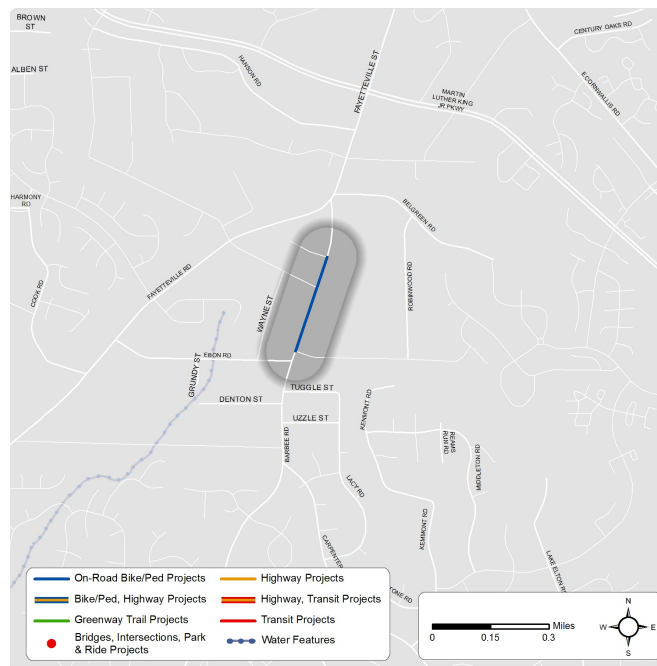 BROWN
ST
CENTURY OAKS RD
ALBEN ST
HANSON RD
FAYETTEVILLE ST
MARTIN
LUTHER KING
JR PKWY
E CORNWALLIS RD
HARMONY
RD
BELGREEN RD
COOK RD
FAYETTEVILLE RD
WAYNE ST
ROBINWOOD RD
GRUNDY ST
EBON RD
TUGGLE ST
DENTON ST
KENMONT RD
UZZLE ST
BARBEE RD
REAMS
RUN RD
MIDDLETON RD
LACY RD
KEMMONT RD
CARPENTER
LAKE ELTON RD
TONE RD
On-Road Bike/Ped Projects
Highway Projects
Bike/Ped, Highway Projects
Highway, Transit Projects
Greenway Trail Projects
Transit Projects
Bridges, Intersections, Park
& Ride Projects
Water Features
Miles
0 0.15 0.3
N
W E
S